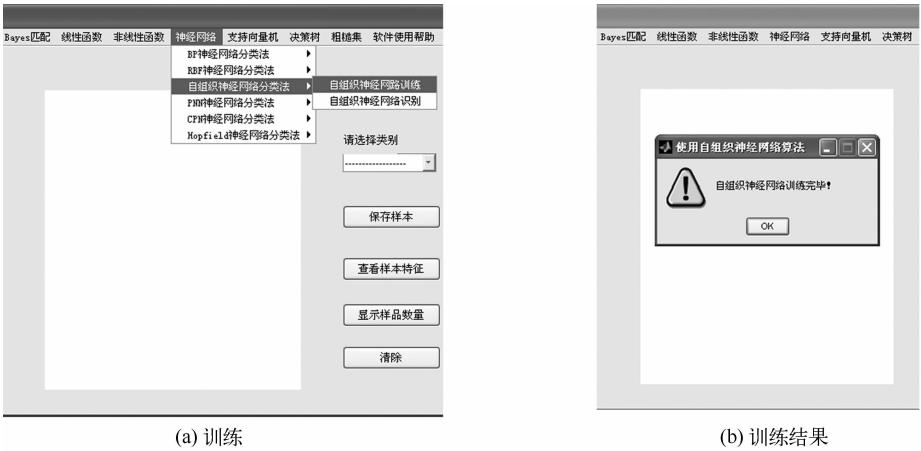 Bayes匹配 线性函数 非线性函数 神经网络 支持向量机 决策树 粗糙集 软件使用帮助
BP神经网络分类法
RBF神经网络分类法
自组织神经网络分类法
PNN神经网络分类法
CPN神经网络分类法
Hopfield神经网络分类法
自组织神经网路训练
自组织神经网络识别
请选择类别
------------------
保存样本
查看样本特征
显示样品数量
清除
(a) 训练
Bayes匹配 线性函数 非线性函数 神经网络 支持向量机 决策树
使用自组织神经网络算法
自组织神经网络训练完毕!
OK
(b) 训练结果